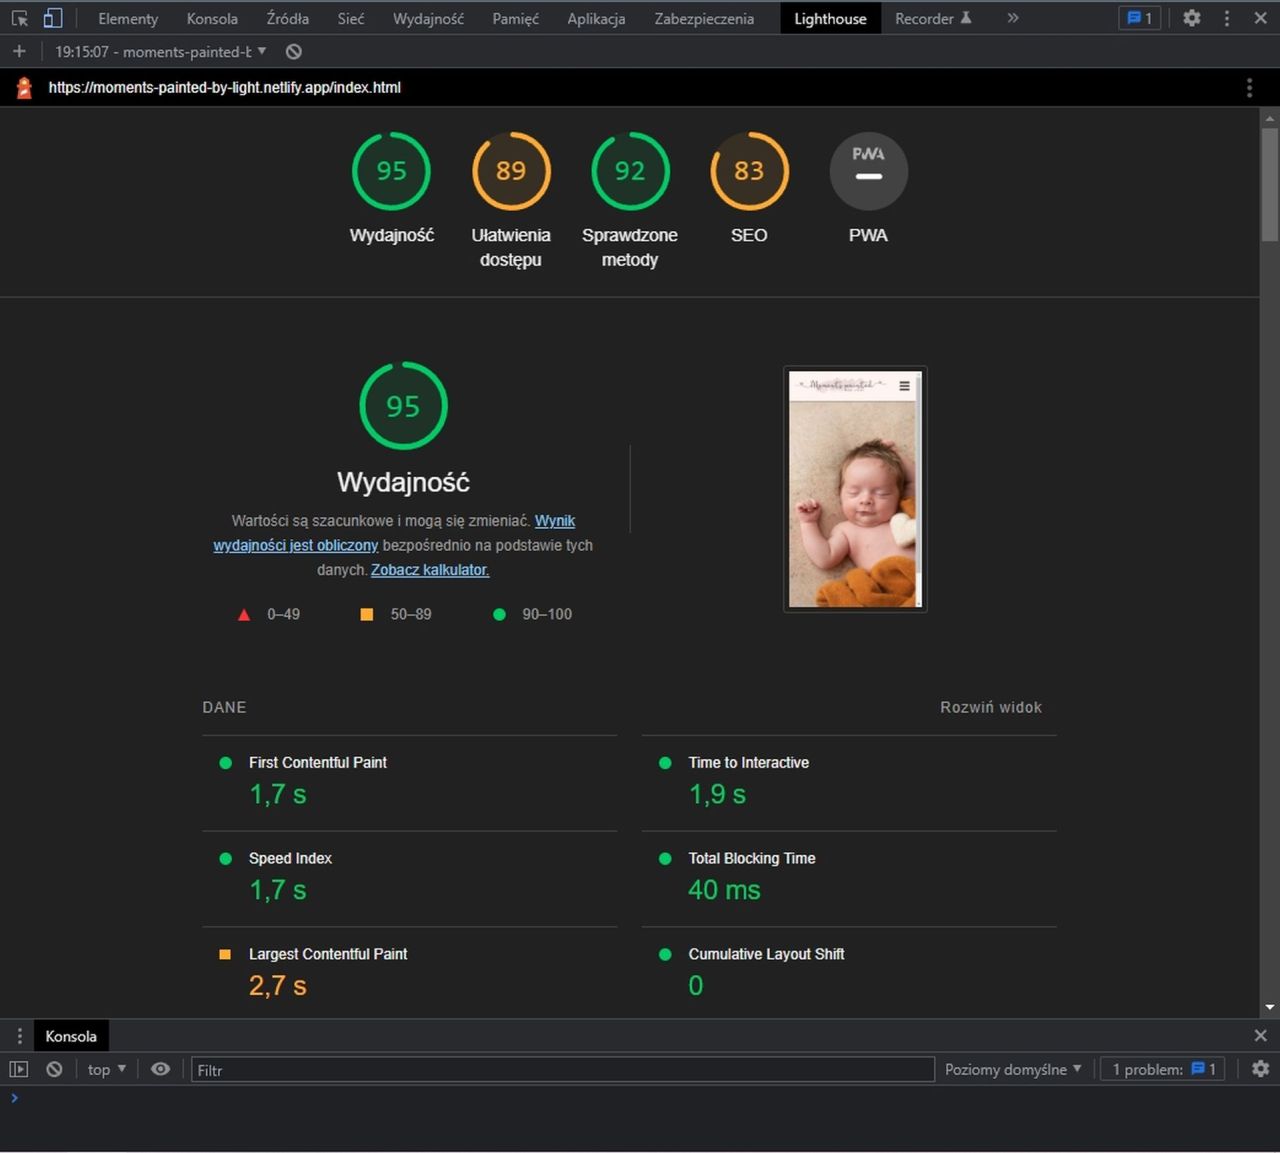 Elementy Konsola Źródła Sieć Wydajność Pamięć Aplikacja Zabezpieczenia Lighthouse Recorder 1
19:15:07 - moments-painted-b
https://moments-painted-by-light.netlify.app/index.html
95 89 92 83 PWA
Wydajność Ułatwienia dostępu Sprawdzone metody SEO PWA
95
Wydajność
Wartości są szacunkowe i mogą się zmieniać. Wynik
wydajności jest obliczony bezpośrednio na podstawie tych
danych. Zobacz kalkulator.
0–49 50–89 90–100
Moments painted
DANE Rozwiń widok
First Contentful Paint
1,7 s
Time to Interactive
1,9 s
Speed Index
1,7 s
Total Blocking Time
40 ms
Largest Contentful Paint
2,7 s
Cumulative Layout Shift
0
Konsola
top Filtr Poziomy domyślne 1 problem: 1